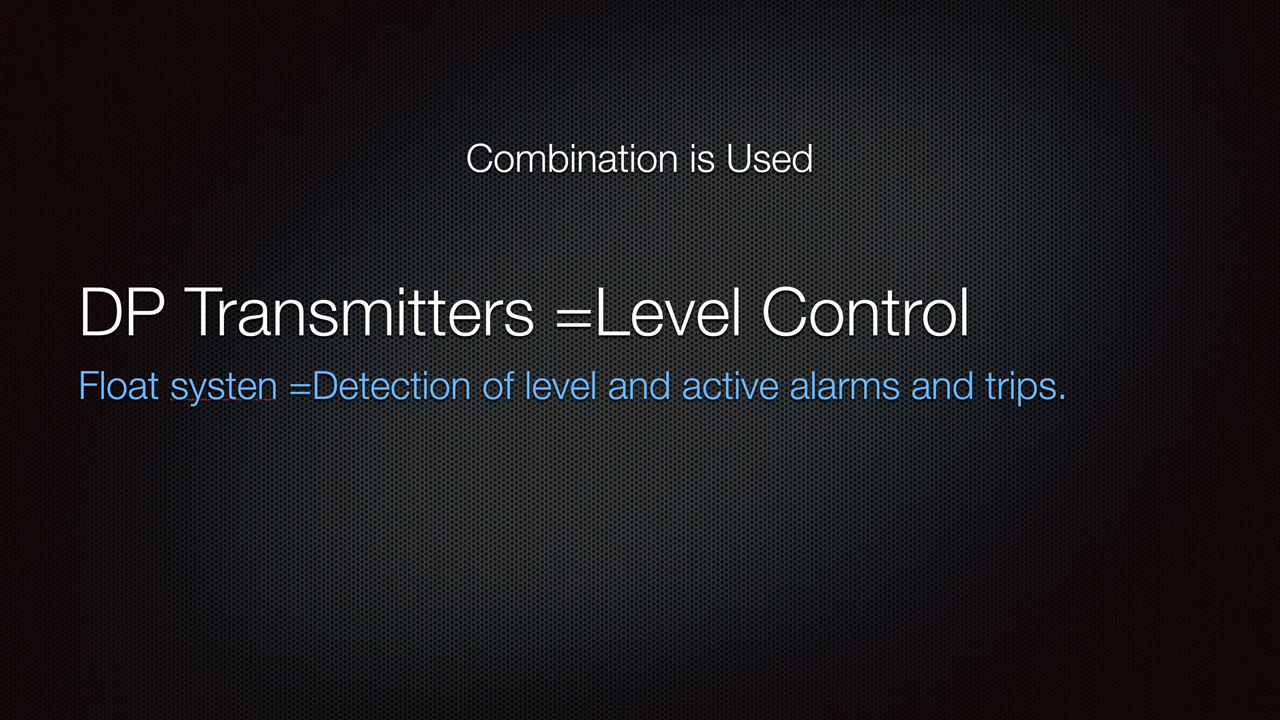 Combination is Used
DP Transmitters =Level Control
Float systen =Detection of level and active alarms and trips.